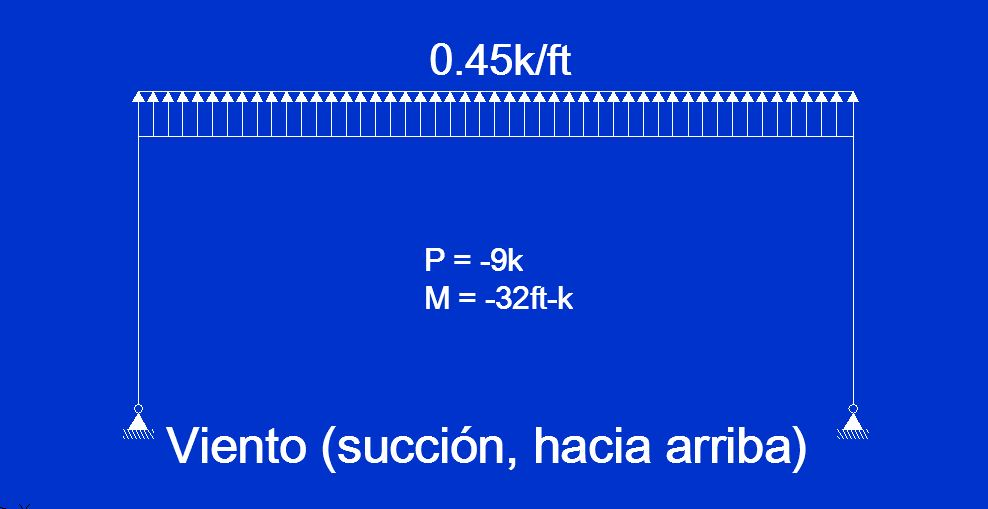 0.45k/ft
P = -9k
M = -32ft-k
Viento (succión, hacia arriba)